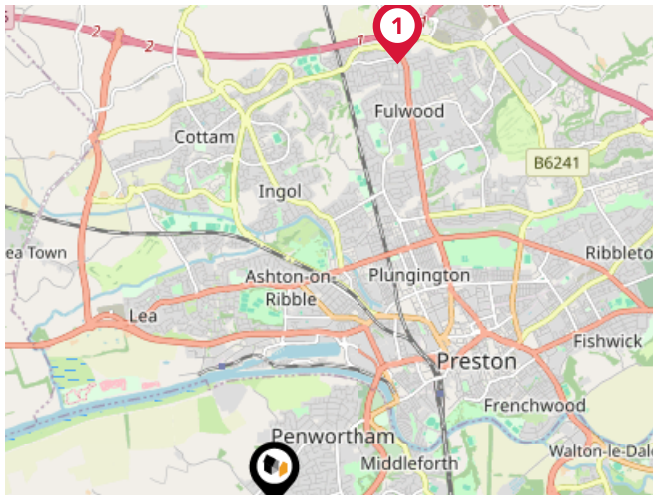 1
2
2
1
1
Fulwood
Cottam
B6241
Ingol
ea Town
Ribbleto
Ashton-on-
Ribble
Plungington
Lea
Fishwick
Preston
Frenchwood
Penwortham
Middleforth
Walton-le-Dal